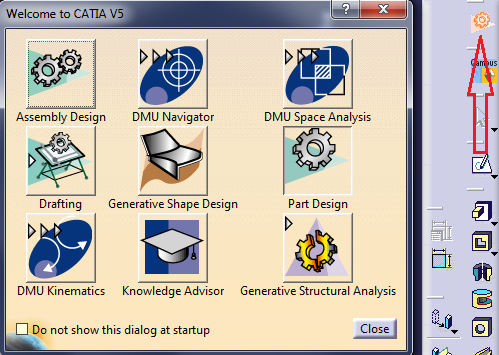 Welcome to CATIA V5
Assembly Design
DMU Navigator
DMU Space Analysis
Drafting
Generative Shape Design
Part Design
DMU Kinematics
Knowledge Advisor
Generative Structural Analysis
Do not show this dialog at startup
Close